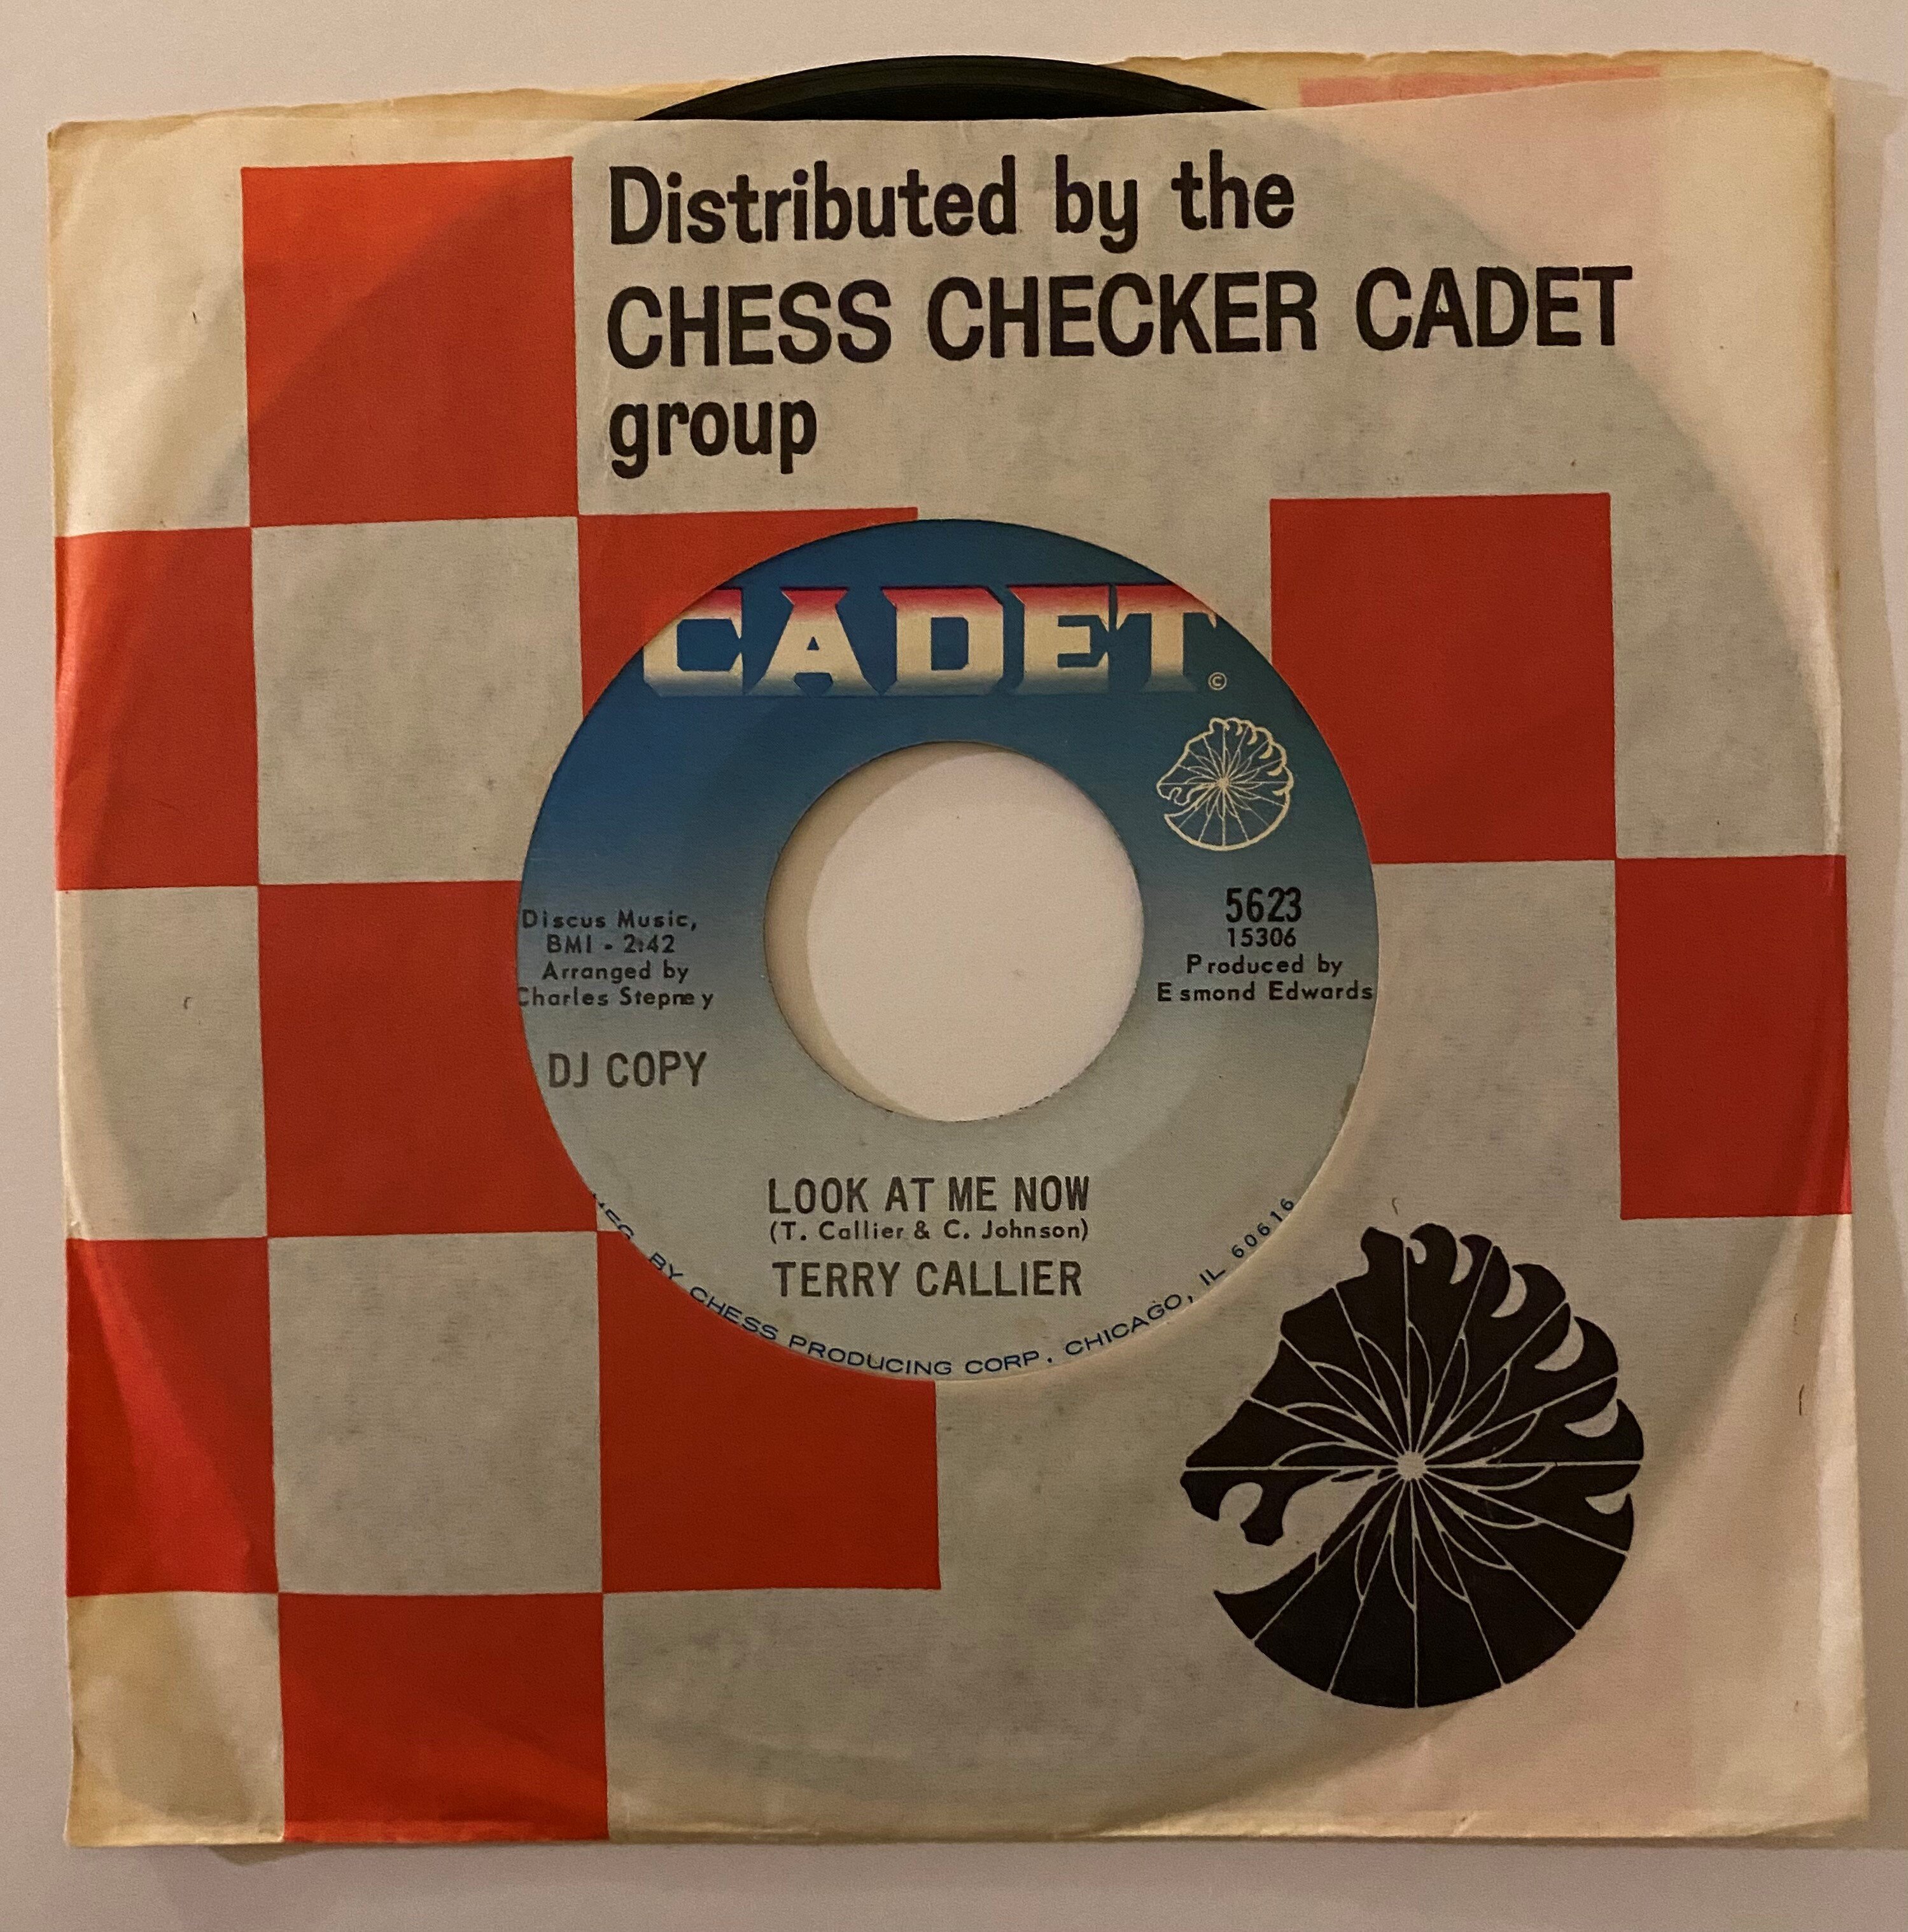 Distributed by the
CHESS CHECKER CADET
group
CADET
©
Discus Music,
BMI - 2:42
Arranged by
Charles Stepney
DJ COPY
5623
15306
Produced by
Esmond Edwards
LOOK AT ME NOW
(T. Callier & C. Johnson)
TERRY CALLIER
MFG. BY CHESS PRODUCING CORP., CHICAGO, IL 60616